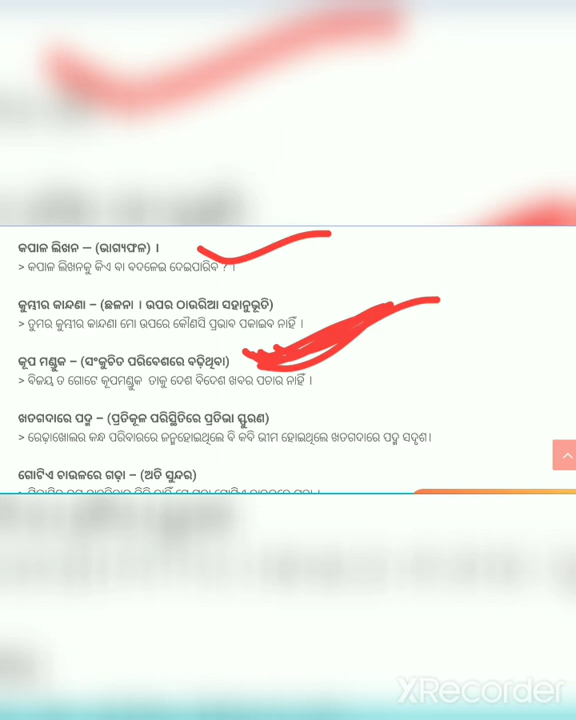 କପାଳ ଲିଖନ – (ଭାଗ୍ୟଫଳ) ।
> କପାଳ ଲିଖନକୁ କିଏ ବା ବଦଳେଇ ଦେଇପାରିବ ? ।
କୁମ୍ଭୀର କାନ୍ଦଣା – (ଛଳନା । ଉପର ଠାଉରିଆ ସହାନୁଭୂତି)
> ତୁମର କୁମ୍ଭୀର କାନ୍ଦଣା ମୋ ଉପରେ କୌଣସି ପ୍ରଭାବ ପକାଇବ ନାହିଁ ।
କୂପ ମଣ୍ଡୁକ – (ସଂକୁଚିତ ପରିବେଶରେ ବଢ଼ିଥିବା)
> ବିଜୟ ତ ଗୋଟେ କୂପମଣ୍ଡୁକ ତାକୁ ଦେଶ ବିଦେଶ ଖବର ପଚାର ନାହିଁ ।
ଖତଗଦାରେ ପଦ୍ମ – (ପ୍ରତିକୂଳ ପରିସ୍ଥିତିରେ ପ୍ରତିଭା ସ୍ଫୁରଣ)
> ରେଢ଼ାଖୋଲର କନ୍ଧ ପରିବାରରେ ଜନ୍ମହୋଇଥିଲେ ବି କବି ଭୀମ ହୋଇଥିଲେ ଖତଗଦାରେ ପଦ୍ମ ସଦୃଶ।
ଗୋଟିଏ ଚାଉଳରେ ଗଢ଼ା – (ଅତି ସୁନ୍ଦର)
XRecorder